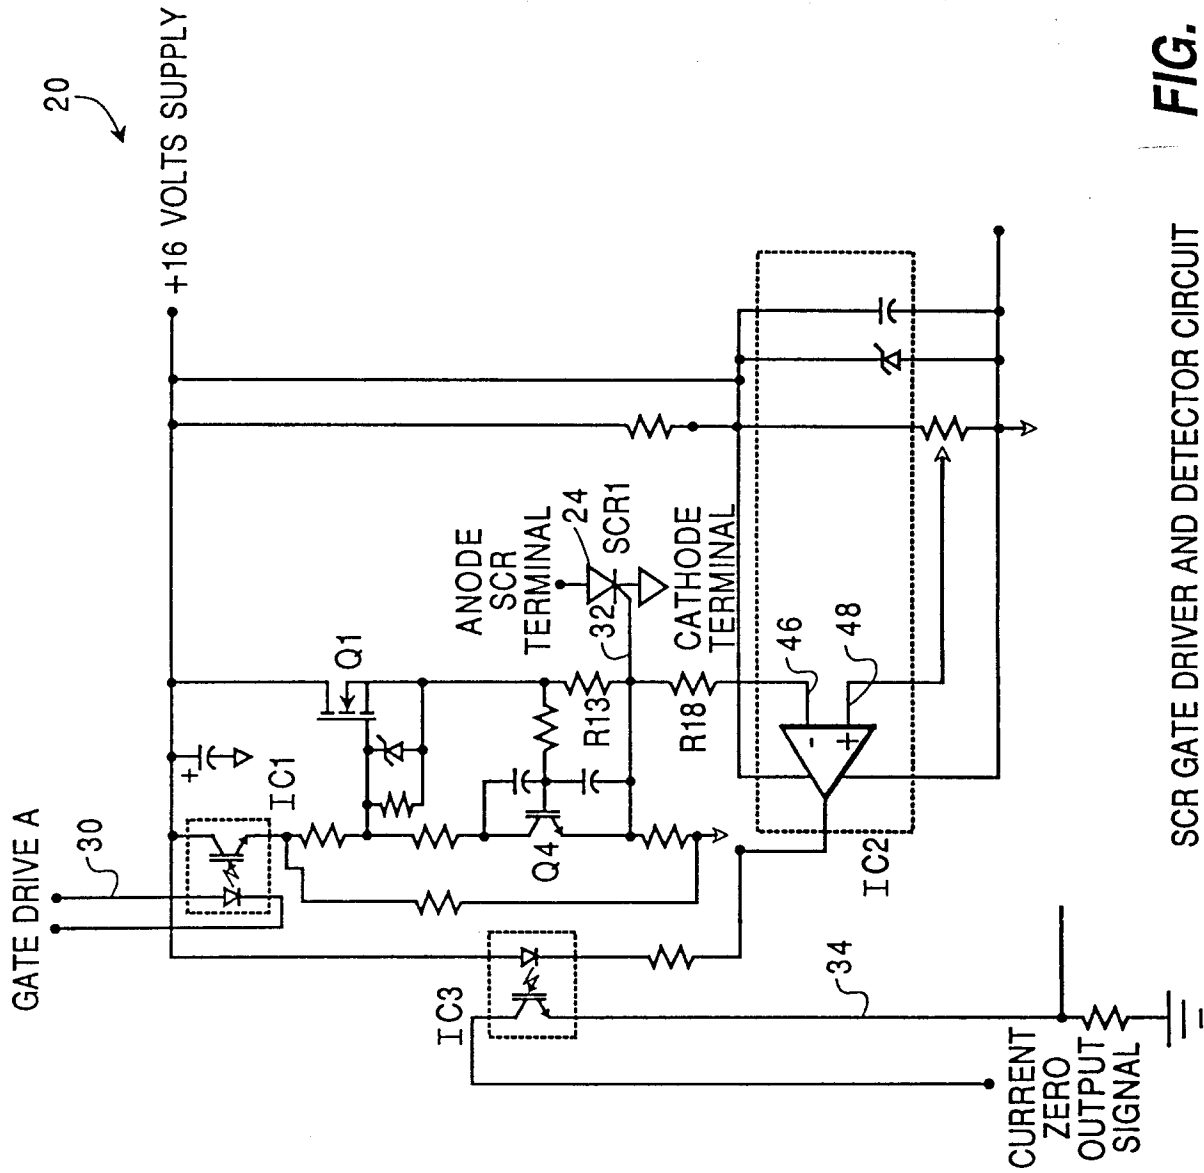 20
+16 VOLTS SUPPLY
GATE DRIVE A
30
+
IC1
Q1
Q4
R13
R18
ANODE
SCR
TERMINAL
24
SCR1
32
CATHODE
TERMINAL
46
48
-
+
IC2
IC3
34
CURRENT
ZERO
OUTPUT
SIGNAL
SCR GATE DRIVER AND DETECTOR CIRCUIT
FIG.